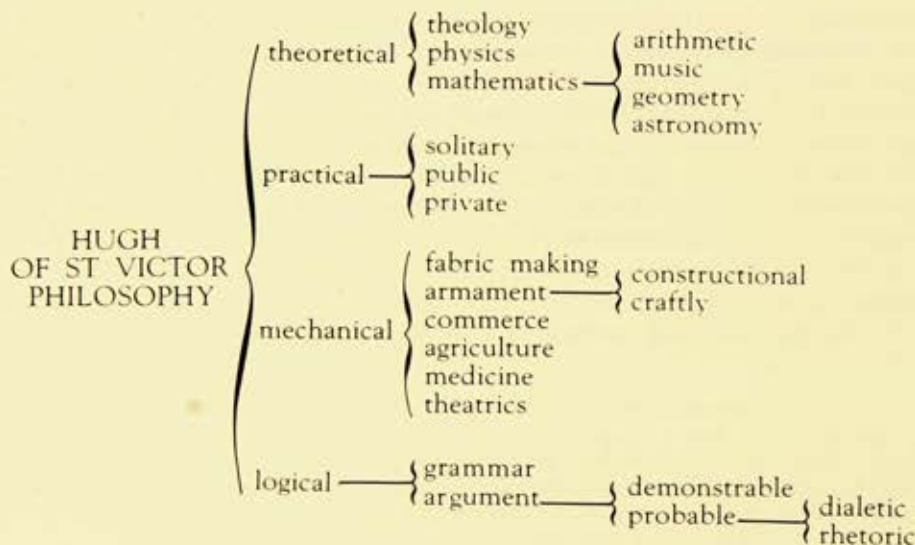 HUGH
OF ST VICTOR
PHILOSOPHY
theoretical
theology
physics
mathematics
arithmetic
music
geometry
astronomy
practical
solitary
public
private
mechanical
fabric making
armament
constructional
craftly
commerce
agriculture
medicine
theatrics
logical
grammar
argument
demonstrable
probable
dialetic
rhetoric